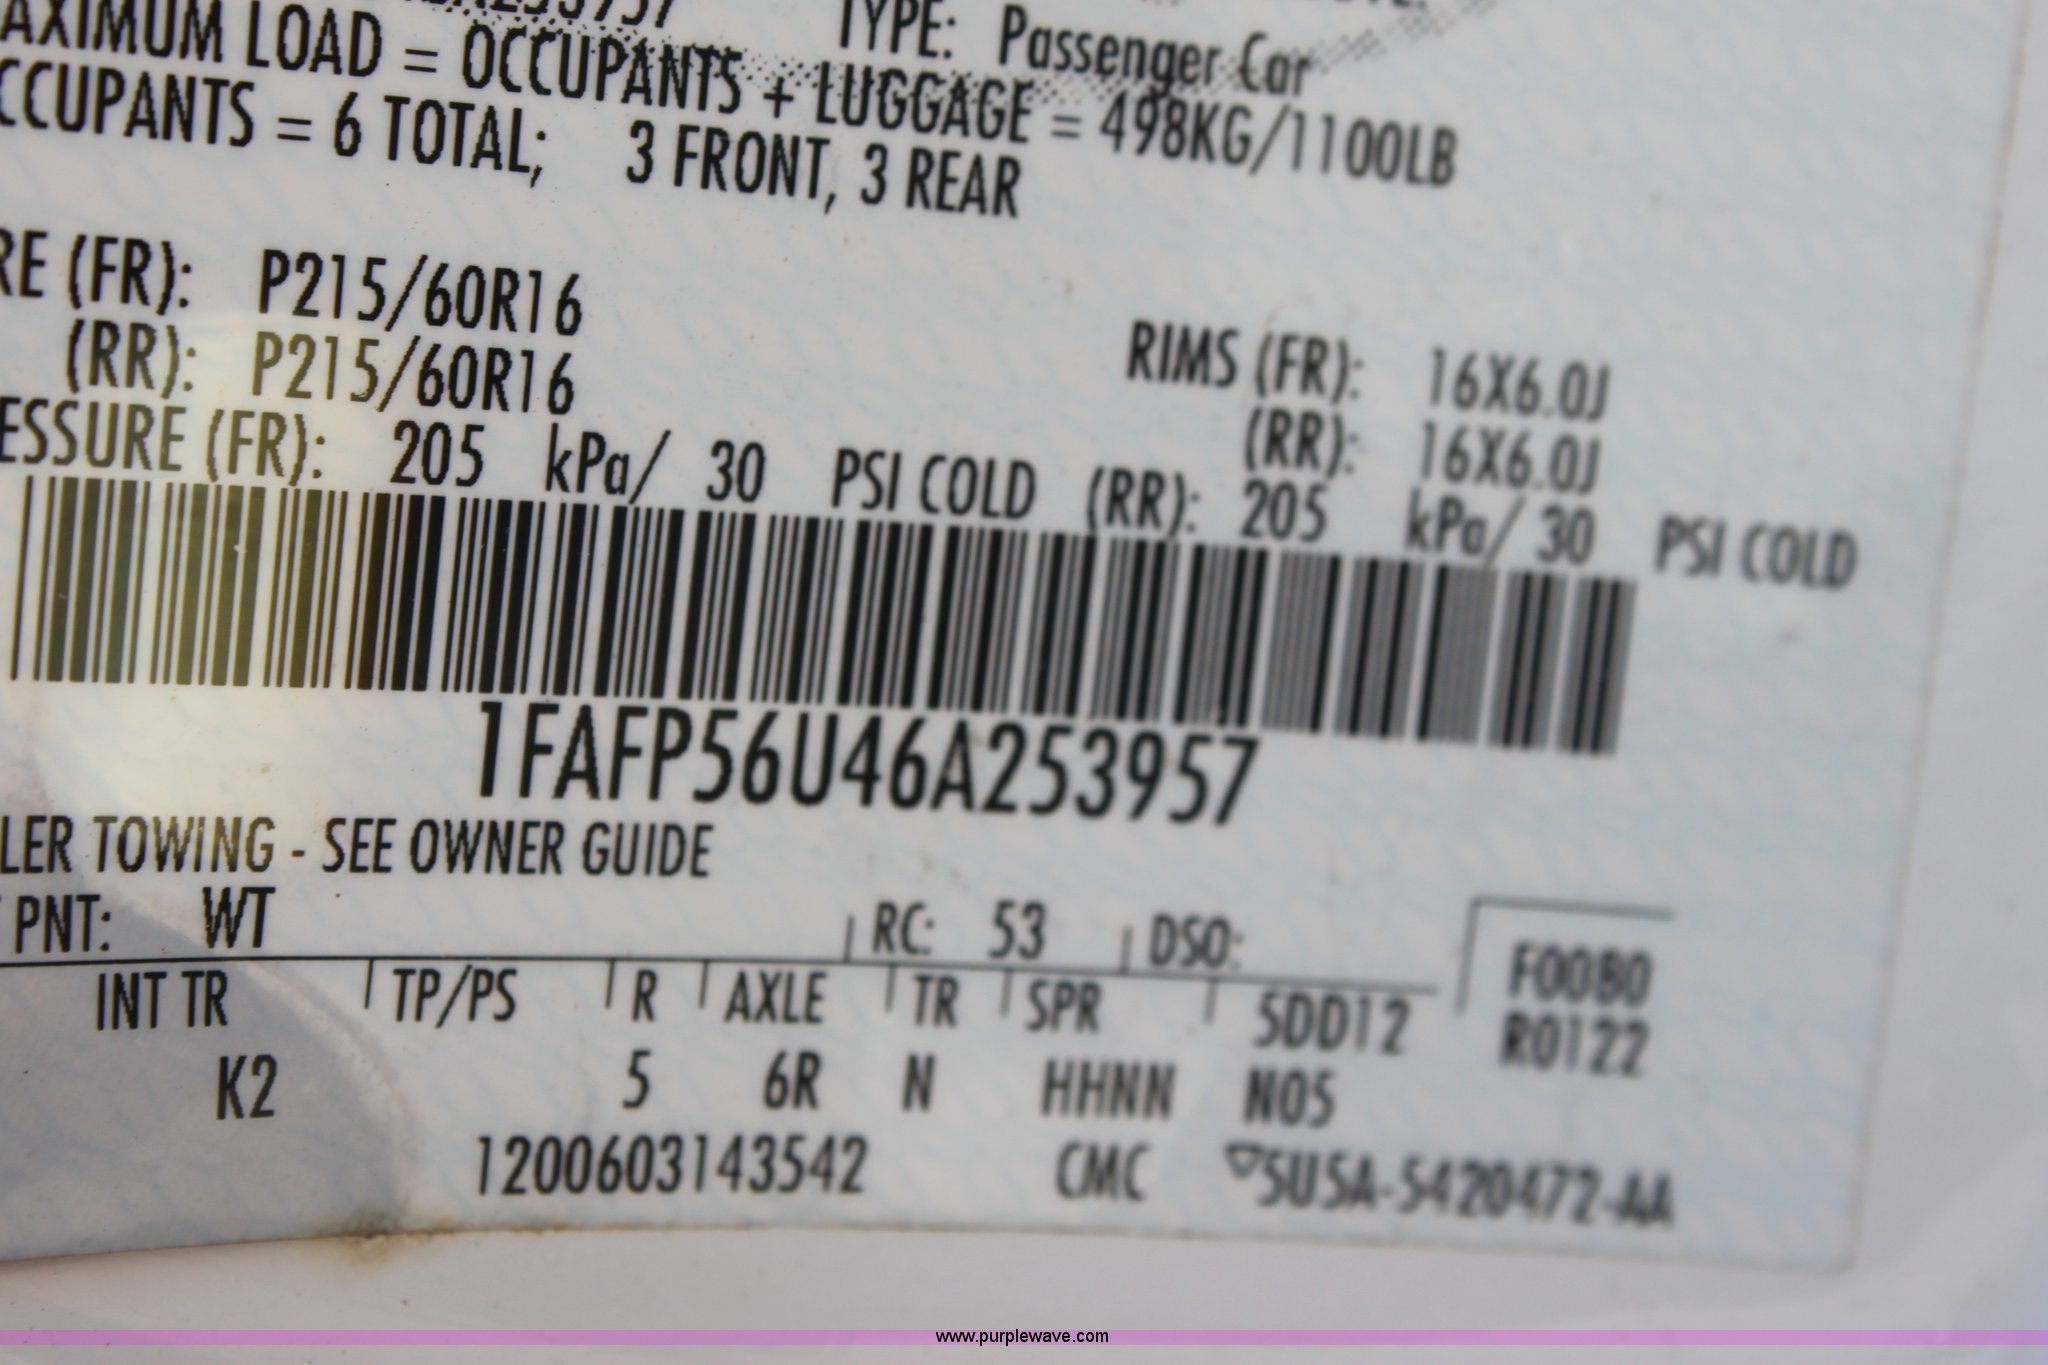 TYPE: Passenger Car
AXIMUM LOAD = OCCUPANTS + LUGGAGE = 498KG/1100LB
CCUPANTS = 6 TOTAL; 3 FRONT, 3 REAR
RE (FR): P215/60R16
RIMS (FR): 16X6.0J
(RR): P215/60R16
(RR): 16X6.0J
ESSURE (FR): 205 kPa/ 30 PSI COLD (RR): 205 kPa/ 30 PSI COLD
1FAFP56U46A253957
LER TOWING - SEE OWNER GUIDE
PNT: WT
RC: 53 DSO:
F0080
R0122
INT TR TP/PS R AXLE TR SPR 5DD12
K2 5 6R N HHNN N05
1200603143542 CMC ▽5U5A-5420472-AA
www.purplewave.com